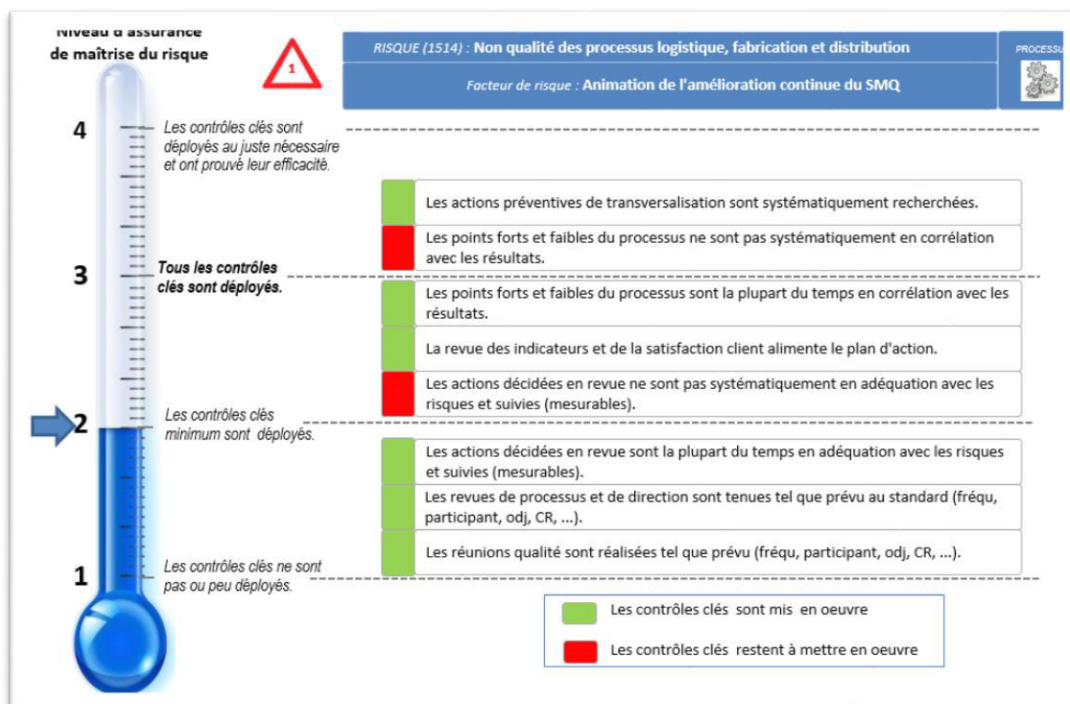 Niveau d'assurance
de maîtrise du risque
1
RISQUE (1514) : Non qualité des processus logistique, fabrication et distribution
PROCESSU
Facteur de risque : Animation de l'amélioration continue du SMQ
4
Les contrôles clés sont
déployés au juste nécessaire
et ont prouvé leur efficacité.
Les actions préventives de transversalisation sont systématiquement recherchées.
Les points forts et faibles du processus ne sont pas systématiquement en corrélation
avec les résultats.
3
Tous les contrôles
clés sont déployés.
Les points forts et faibles du processus sont la plupart du temps en corrélation avec les
résultats.
La revue des indicateurs et de la satisfaction client alimente le plan d'action.
Les actions décidées en revue ne sont pas systématiquement en adéquation avec les
risques et suivies (mesurables).
2
Les contrôles clés
minimum sont déployés.
Les actions décidées en revue sont la plupart du temps en adéquation avec les risques
et suivies (mesurables).
Les revues de processus et de direction sont tenues tel que prévu au standard (fréqu,
participant, odj, CR, ...).
Les réunions qualité sont réalisées tel que prévu (fréqu, participant, odj, CR, ...).
1
Les contrôles clés ne sont
pas ou peu déployés.
Les contrôles clés sont mis en oeuvre
Les contrôles clés restent à mettre en oeuvre